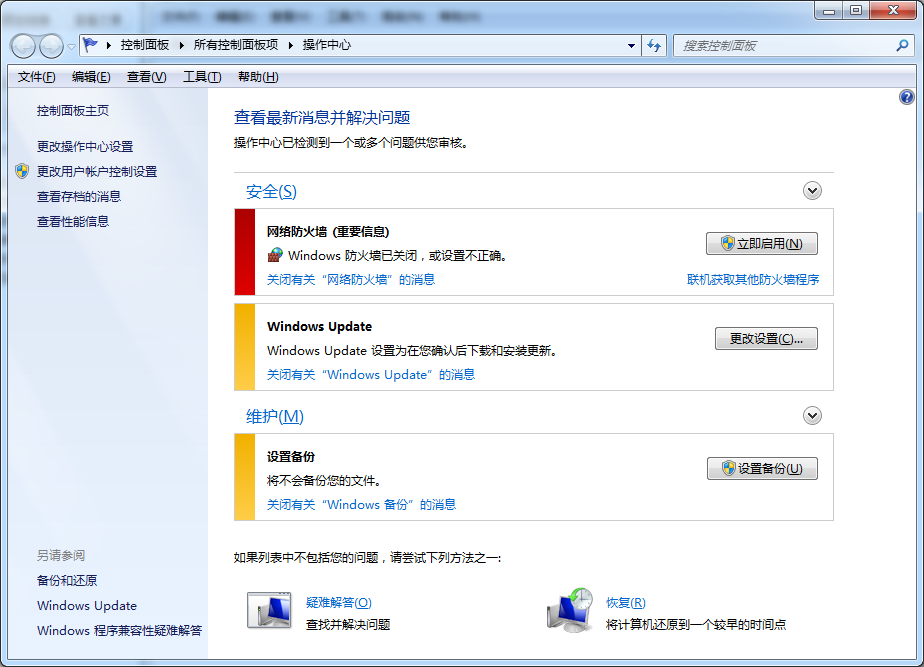 控制面板 所有控制面板项 操作中心
搜索控制面板
文件(F) 编辑(E) 查看(V) 工具(T) 帮助(H)
控制面板主页
更改操作中心设置
更改用户帐户控制设置
查看存档的消息
查看性能信息
查看最新消息并解决问题
操作中心已检测到一个或多个问题供您审核。
安全(S)
网络防火墙 (重要信息)
Windows 防火墙已关闭，或设置不正确。
立即启用(N)
关闭有关“网络防火墙”的消息
联机获取其他防火墙程序
Windows Update
Windows Update 设置为在您确认后下载和安装更新。
更改设置(C)...
关闭有关“Windows Update”的消息
维护(M)
设置备份
将不会备份您的文件。
设置备份(U)
关闭有关“Windows 备份”的消息
如果列表中不包括您的问题，请尝试下列方法之一:
疑难解答(O)
查找并解决问题
恢复(R)
将计算机还原到一个较早的时间点
另请参阅
备份和还原
Windows Update
Windows 程序兼容性疑难解答